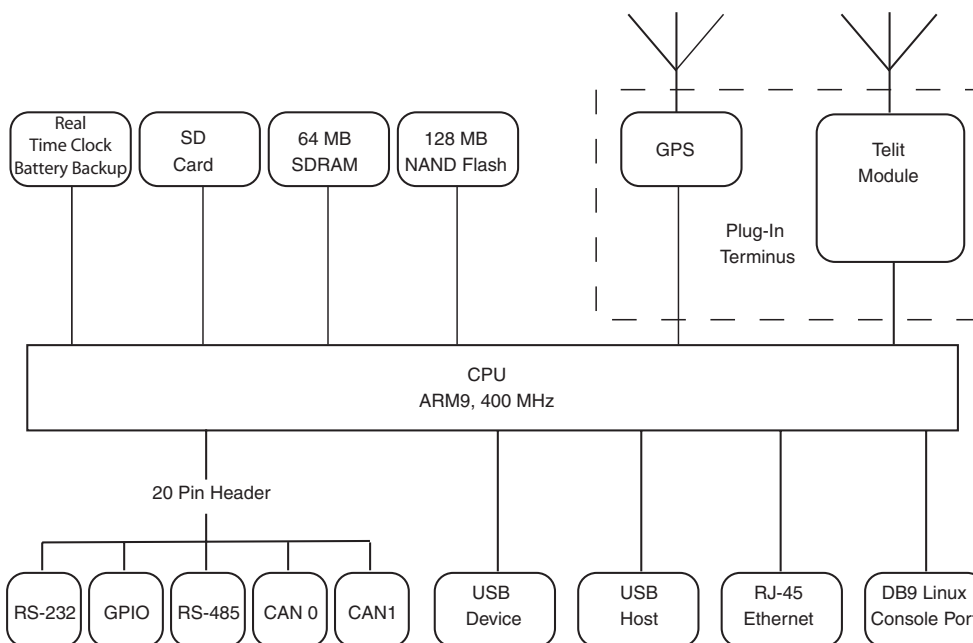 Real
Time Clock
Battery Backup
SD
Card
64 MB
SDRAM
128 MB
NAND Flash
GPS
Telit
Module
Plug-In
Terminus
CPU
ARM9, 400 MHz
20 Pin Header
RS-232
GPIO
RS-485
CAN 0
CAN1
USB
Device
USB
Host
RJ-45
Ethernet
DB9 Linux
Console Port